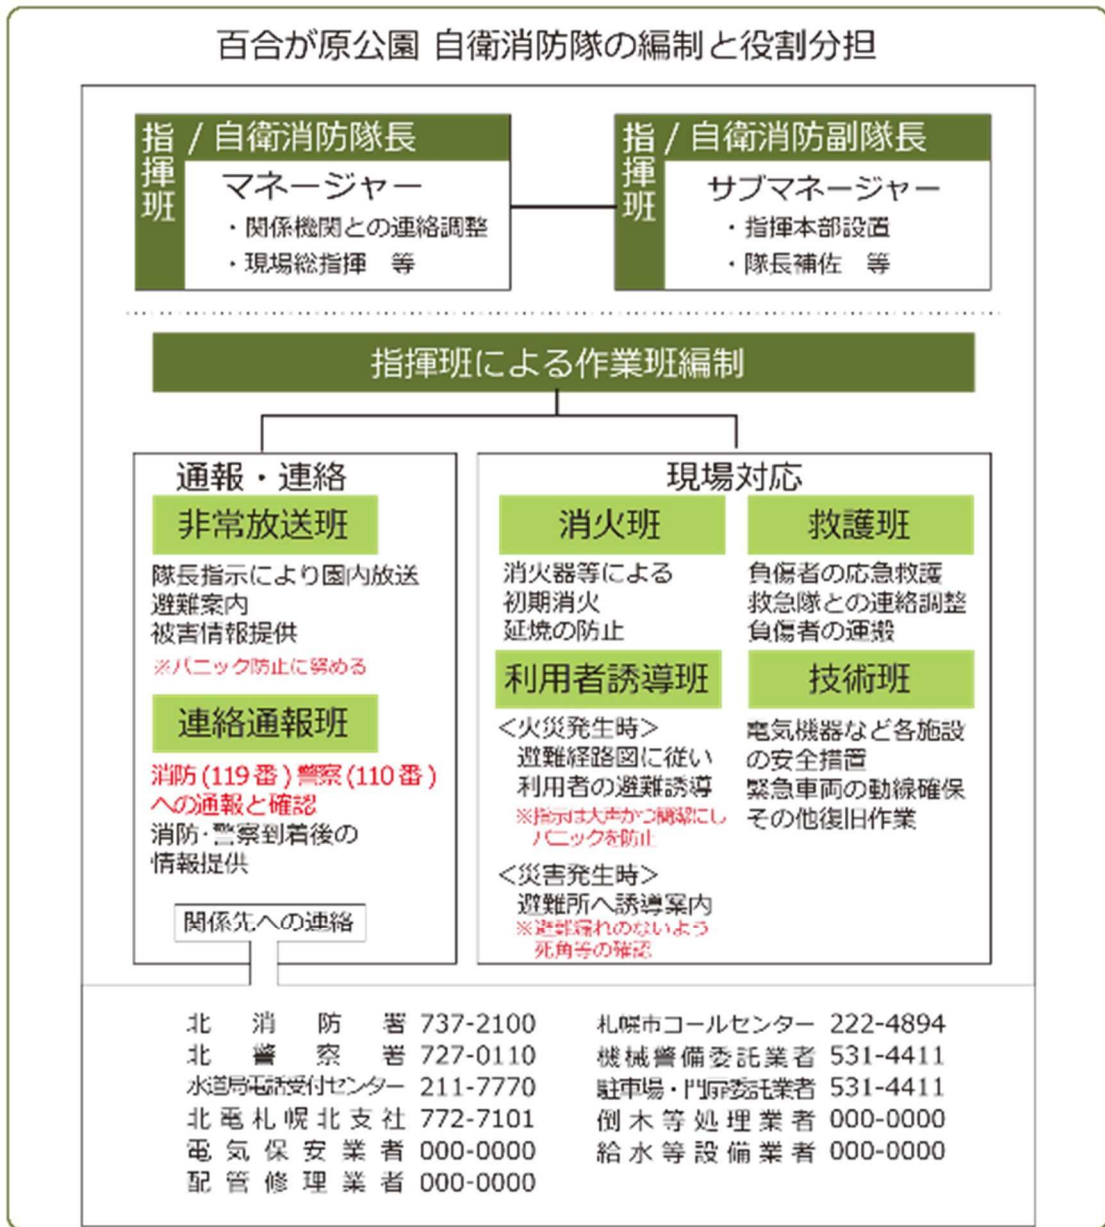 百合が原公園 自衛消防隊の編制と役割分担
指揮班 / 自衛消防隊長
マネージャー
・関係機関との連絡調整
・現場総指揮 等
指揮班 / 自衛消防副隊長
サブマネージャー
・指揮本部設置
・隊長補佐 等
指揮班による作業班編制
通報・連絡
非常放送班
隊長指示により園内放送
避難案内
被害情報提供
※パニック防止に努める
連絡通報班
消防(119番)警察(110番)
への通報と確認
消防・警察到着後の
情報提供
関係先への連絡
現場対応
消火班
消火器等による
初期消火
延焼の防止
救護班
負傷者の応急救護
救急隊との連絡調整
負傷者の運搬
利用者誘導班
<火災発生時>
避難経路図に従い
利用者の避難誘導
※指示は大声かつ簡潔にし
パニックを防止
<災害発生時>
避難所へ誘導案内
※避難漏れのないよう
死角等の確認
技術班
電気機器など各施設
の安全措置
緊急車両の動線確保
その他復旧作業
北消防署 737-2100
北警察署 727-0110
水道局電話受付センター 211-7770
北電札幌北支社 772-7101
電気保安業者 000-0000
配管修理業者 000-0000
札幌市コールセンター 222-4894
機械警備委託業者 531-4411
駐車場・門扉委託業者 531-4411
倒木等処理業者 000-0000
給水等設備業者 000-0000